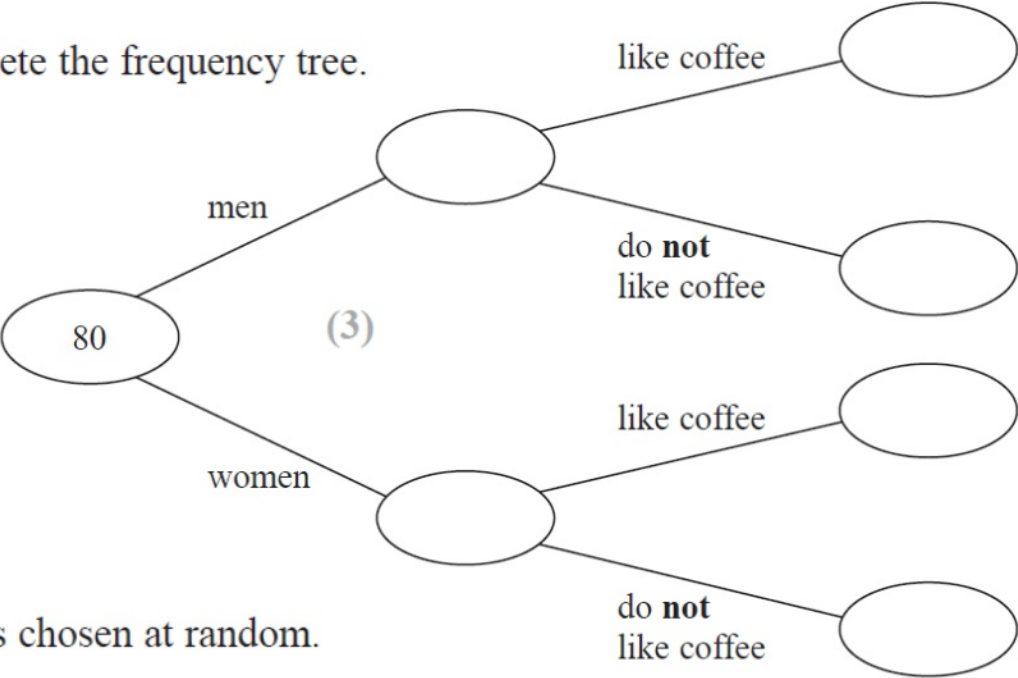 ete the frequency tree.
like coffee
men
do not
like coffee
80
(3)
like coffee
women
do not
like coffee
s chosen at random.